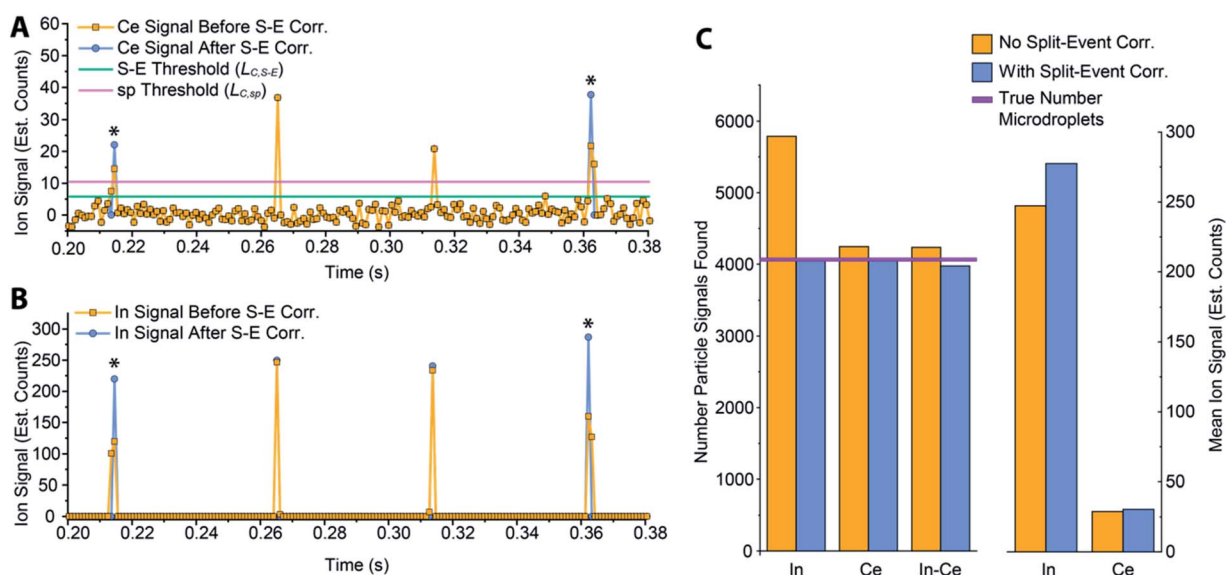 A
Ce Signal Before S-E Corr.
Ce Signal After S-E Corr.
S-E Threshold (L_C,S-E)
sp Threshold (L_C,sp)
*
*
Ion Signal (Est. Counts)
60
50
40
30
20
10
0
0.20 0.22 0.24 0.26 0.28 0.30 0.32 0.34 0.36 0.38
Time (s)
B
In Signal Before S-E Corr.
In Signal After S-E Corr.
*
*
Ion Signal (Est. Counts)
300
250
200
150
100
50
0
0.20 0.22 0.24 0.26 0.28 0.30 0.32 0.34 0.36 0.38
Time (s)
C
No Split-Event Corr.
With Split-Event Corr.
True Number
Microdroplets
Number Particle Signals Found
6000
5000
4000
3000
2000
1000
0
In Ce In-Ce
In Ce
300
250
200
150
100
50
0
Mean Ion Signal (Est. Counts)